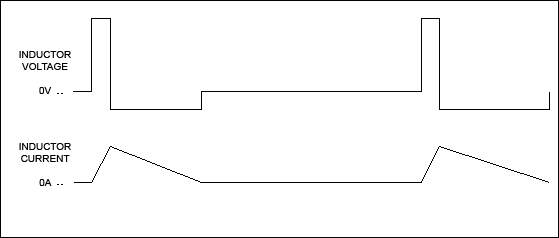 INDUCTOR
VOLTAGE
0V ..
INDUCTOR
CURRENT
0A ..